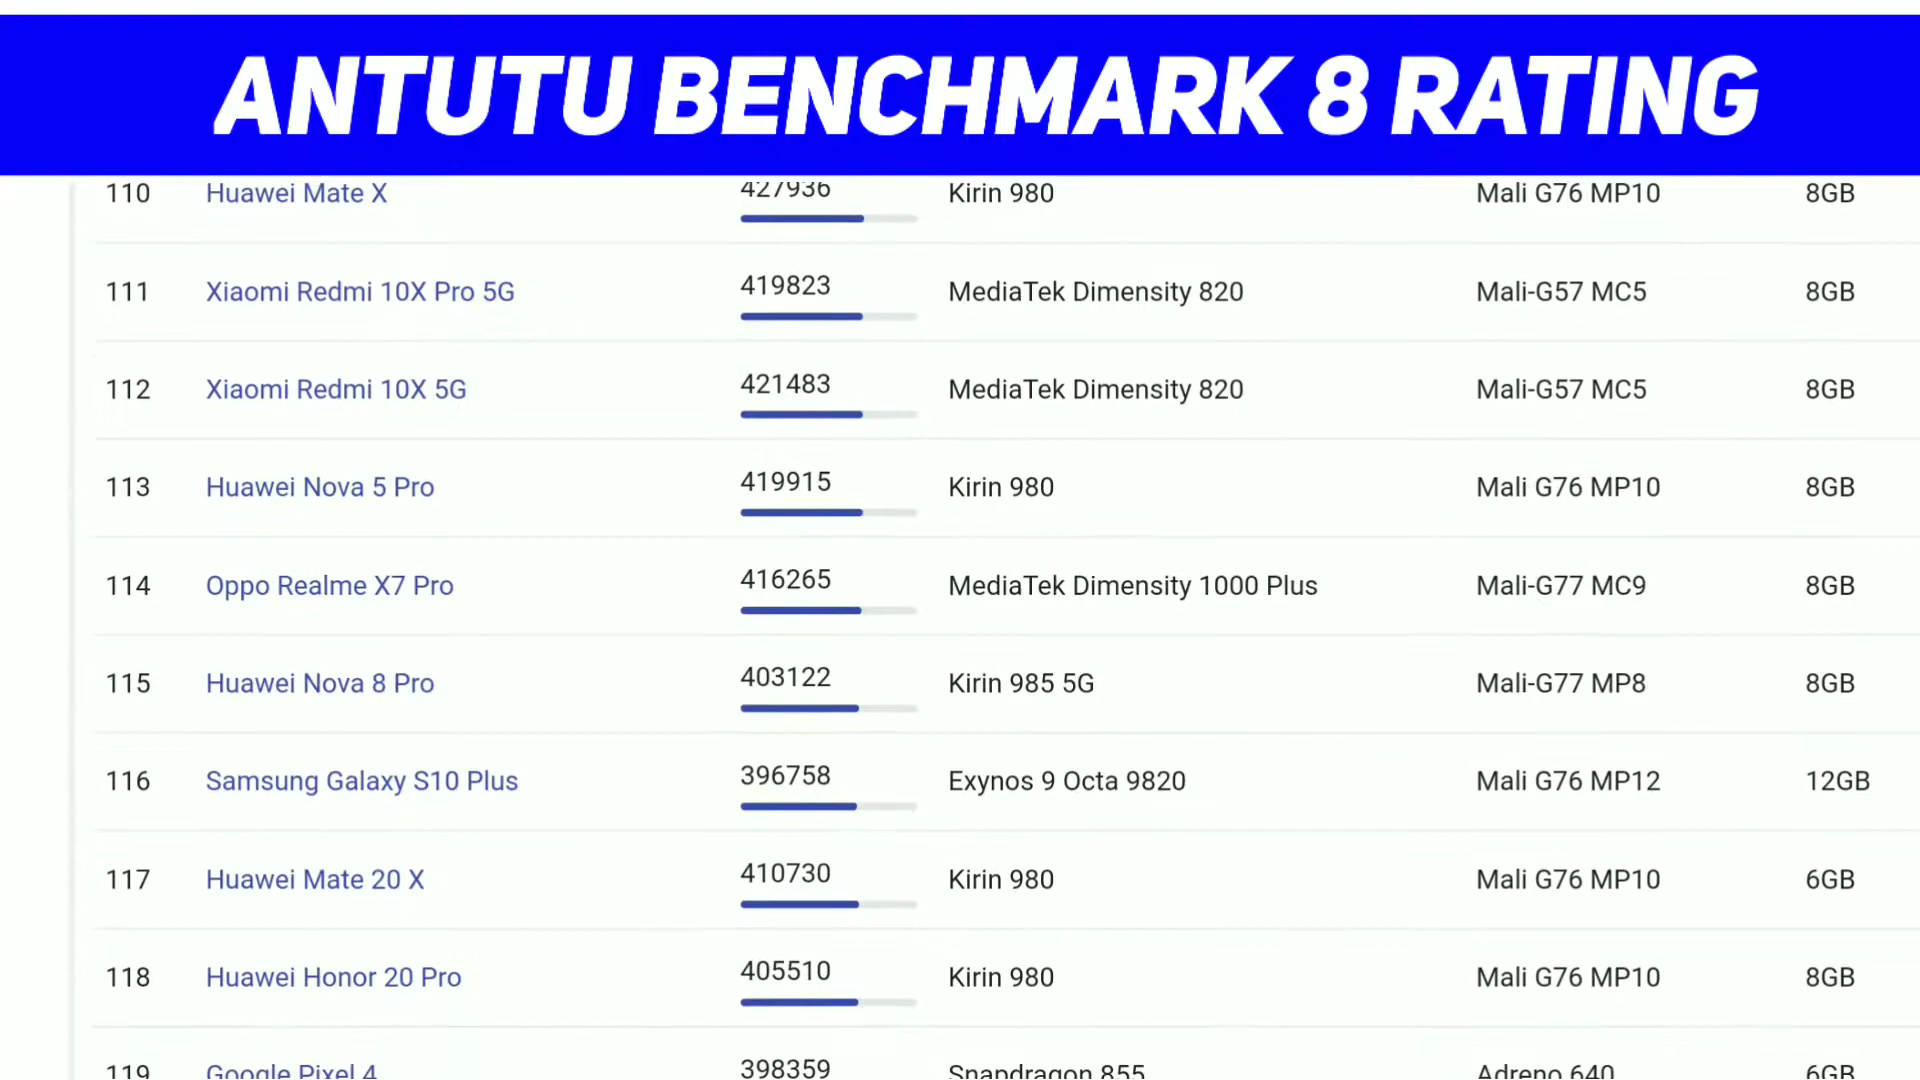 ANTUTU BENCHMARK 8 RATING
110 Huawei Mate X 427936 Kirin 980 Mali G76 MP10 8GB
111 Xiaomi Redmi 10X Pro 5G 419823 MediaTek Dimensity 820 Mali-G57 MC5 8GB
112 Xiaomi Redmi 10X 5G 421483 MediaTek Dimensity 820 Mali-G57 MC5 8GB
113 Huawei Nova 5 Pro 419915 Kirin 980 Mali G76 MP10 8GB
114 Oppo Realme X7 Pro 416265 MediaTek Dimensity 1000 Plus Mali-G77 MC9 8GB
115 Huawei Nova 8 Pro 403122 Kirin 985 5G Mali-G77 MP8 8GB
116 Samsung Galaxy S10 Plus 396758 Exynos 9 Octa 9820 Mali G76 MP12 12GB
117 Huawei Mate 20 X 410730 Kirin 980 Mali G76 MP10 6GB
118 Huawei Honor 20 Pro 405510 Kirin 980 Mali G76 MP10 8GB
119 Google Pixel 4 398359 Snapdragon 855 Adreno 640 6GB